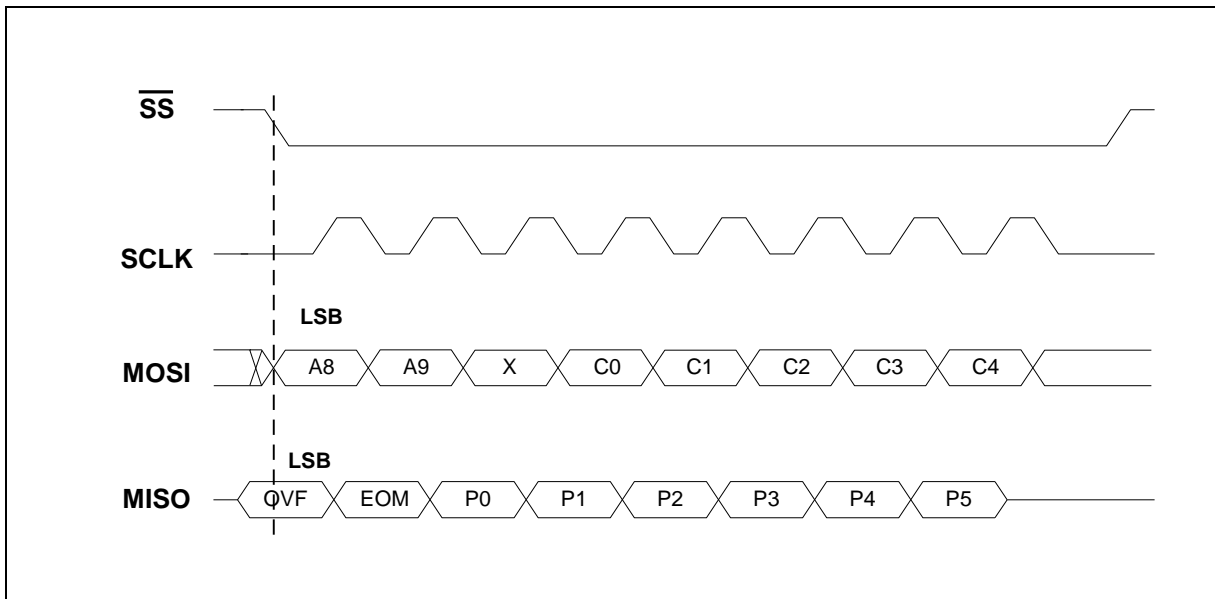 SS
SCLK
LSB
MOSI A8 A9 X C0 C1 C2 C3 C4
LSB
MISO OVF EOM P0 P1 P2 P3 P4 P5